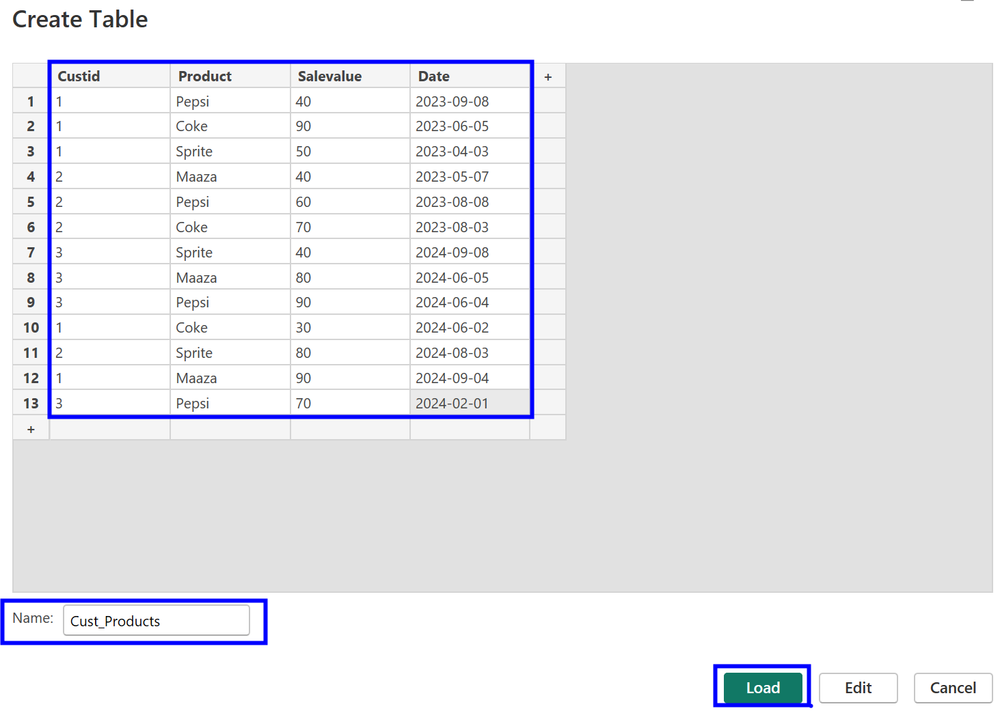 Create Table
Custid Product Salevalue Date +
1 1 Pepsi 40 2023-09-08
2 1 Coke 90 2023-06-05
3 1 Sprite 50 2023-04-03
4 2 Maaza 40 2023-05-07
5 2 Pepsi 60 2023-08-08
6 2 Coke 70 2023-08-03
7 3 Sprite 40 2024-09-08
8 3 Maaza 80 2024-06-05
9 3 Pepsi 90 2024-06-04
10 1 Coke 30 2024-06-02
11 2 Sprite 80 2024-08-03
12 1 Maaza 90 2024-09-04
13 3 Pepsi 70 2024-02-01
+
Name: Cust_Products
Load Edit Cancel